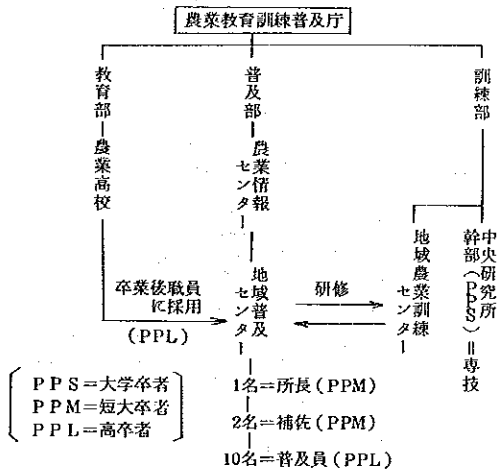 農業教育訓練普及庁
教育部
農業高校
普及部
農業情報
センター
訓練部
卒業後職員
に採用
(PPL)
地域普及
センター
研修
地域農業訓練
センター
中央研究所
幹部(PPS)=専技
PPS=大学卒者
PPM=短大卒者
PPL=高卒者
1名=所長(PPM)
2名=補佐(PPM)
10名=普及員(PPL)